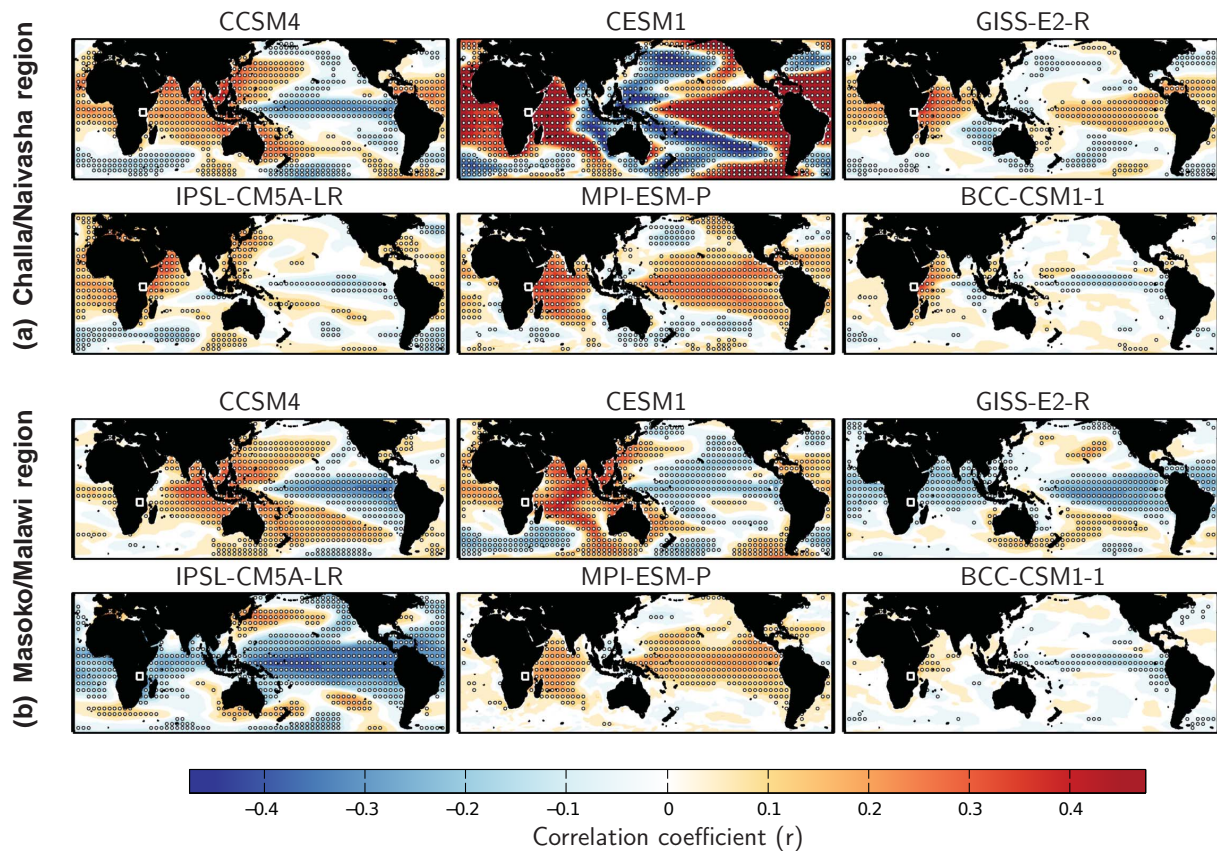 (a) Challa/Naivasha region
CCSM4 CESM1 GISS-E2-R
IPSL-CM5A-LR MPI-ESM-P BCC-CSM1-1
(b) Masoko/Malawi region
CCSM4 CESM1 GISS-E2-R
IPSL-CM5A-LR MPI-ESM-P BCC-CSM1-1
−0.4 −0.3 −0.2 −0.1 0 0.1 0.2 0.3 0.4
Correlation coefficient (r)